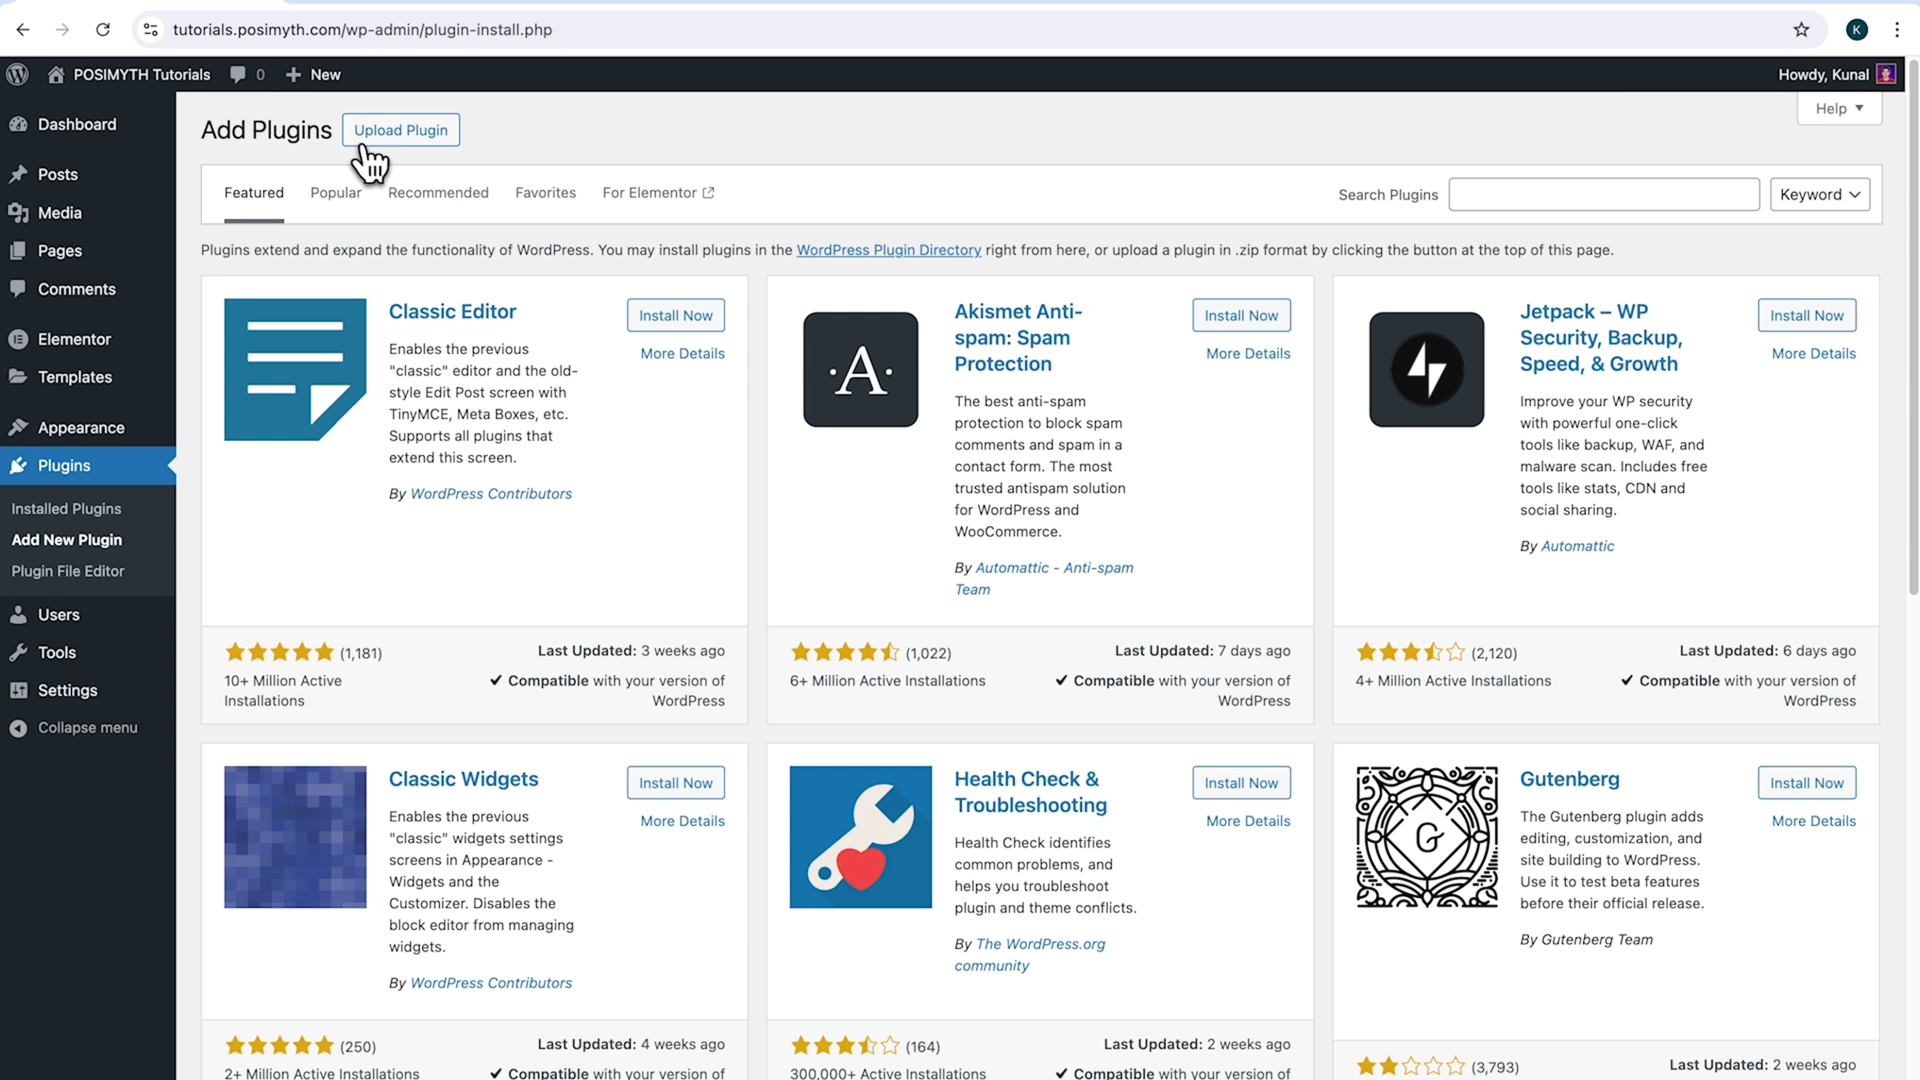 tutorials.posimyth.com/wp-admin/plugin-install.php
K
POSIMYTH Tutorials
0
New
Howdy, Kunal
Dashboard
Posts
Media
Pages
Comments
Elementor
Templates
Appearance
Plugins
Installed Plugins
Add New Plugin
Plugin File Editor
Users
Tools
Settings
Collapse menu
Help
Add Plugins
Upload Plugin
Featured
Popular
Recommended
Favorites
For Elementor
Search Plugins
Keyword
Plugins extend and expand the functionality of WordPress. You may install plugins in the WordPress Plugin Directory right from here, or upload a plugin in .zip format by clicking the button at the top of this page.
Classic Editor
Install Now
More Details
Enables the previous
"classic" editor and the old-
style Edit Post screen with
TinyMCE, Meta Boxes, etc.
Supports all plugins that
extend this screen.
By WordPress Contributors
(1,181)
10+ Million Active
Installations
Last Updated: 3 weeks ago
✔ Compatible with your version of
WordPress
·A·
Akismet Anti-
spam: Spam
Protection
Install Now
More Details
The best anti-spam
protection to block spam
comments and spam in a
contact form. The most
trusted antispam solution
for WordPress and
WooCommerce.
By Automattic - Anti-spam
Team
(1,022)
6+ Million Active Installations
Last Updated: 7 days ago
✔ Compatible with your version of
WordPress
Jetpack – WP
Security, Backup,
Speed, & Growth
Install Now
More Details
Improve your WP security
with powerful one-click
tools like backup, WAF, and
malware scan. Includes free
tools like stats, CDN and
social sharing.
By Automattic
(2,120)
4+ Million Active Installations
Last Updated: 6 days ago
✔ Compatible with your version of
WordPress
Classic Widgets
Install Now
More Details
Enables the previous
"classic" widgets settings
screens in Appearance -
Widgets and the
Customizer. Disables the
block editor from managing
widgets.
By WordPress Contributors
(250)
2+ Million Active Installations
Last Updated: 4 weeks ago
✔ Compatible with your version of
Health Check &
Troubleshooting
Install Now
More Details
Health Check identifies
common problems, and
helps you troubleshoot
plugin and theme conflicts.
By The WordPress.org
community
(164)
300,000+ Active Installations
Last Updated: 2 weeks ago
✔ Compatible with your version of
G
Gutenberg
Install Now
More Details
The Gutenberg plugin adds
editing, customization, and
site building to WordPress.
Use it to test beta features
before their official release.
By Gutenberg Team
(3,793)
Last Updated: 2 weeks ago